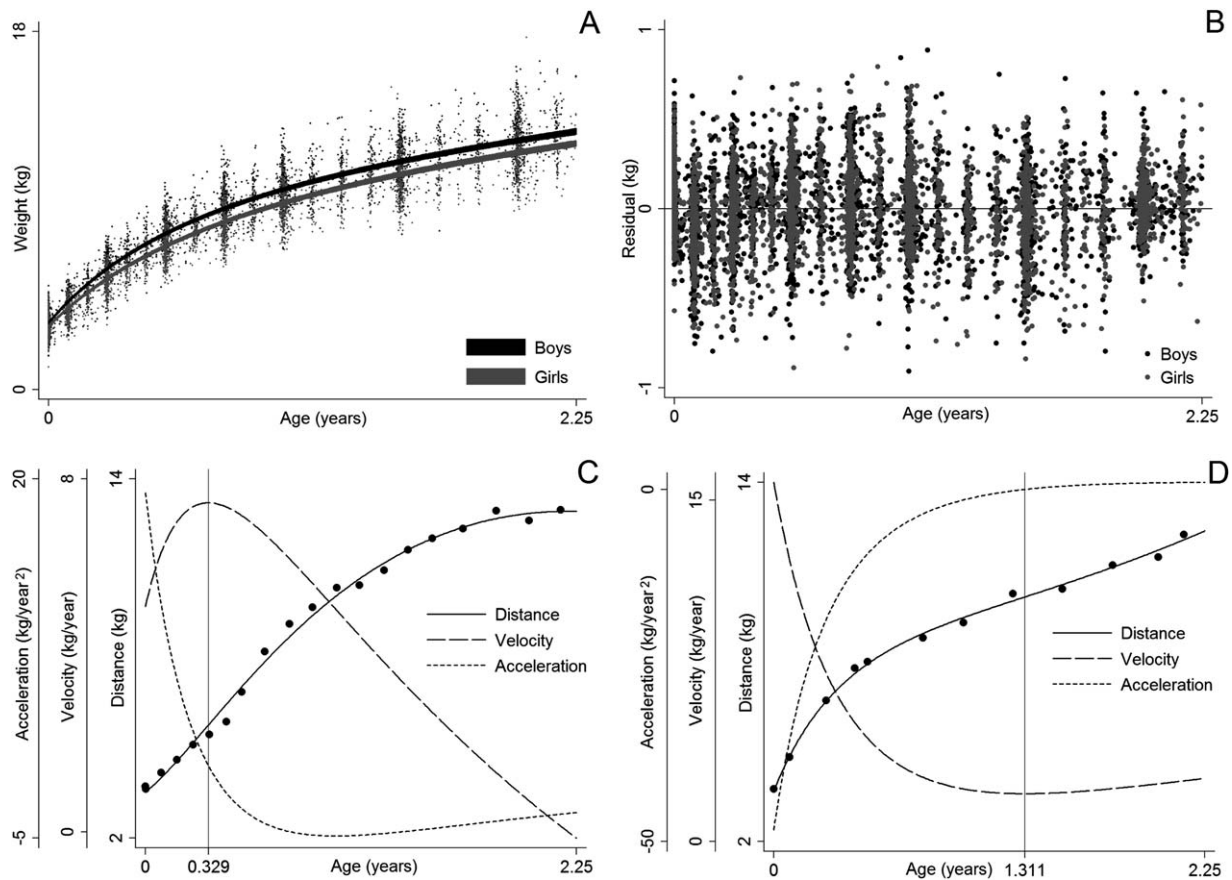 A
18
Weight (kg)
0
Boys
Girls
0
Age (years)
2.25
B
1
Residual (kg)
0
-1
Boys
Girls
0
Age (years)
2.25
C
20
8
14
Acceleration (kg/year²)
Velocity (kg/year)
Distance (kg)
Distance
Velocity
Acceleration
-5
0
2
0
0.329
Age (years)
2.25
D
0
15
14
Acceleration (kg/year²)
Velocity (kg/year)
Distance (kg)
Distance
Velocity
Acceleration
-50
0
2
0
Age (years)
1.311
2.25